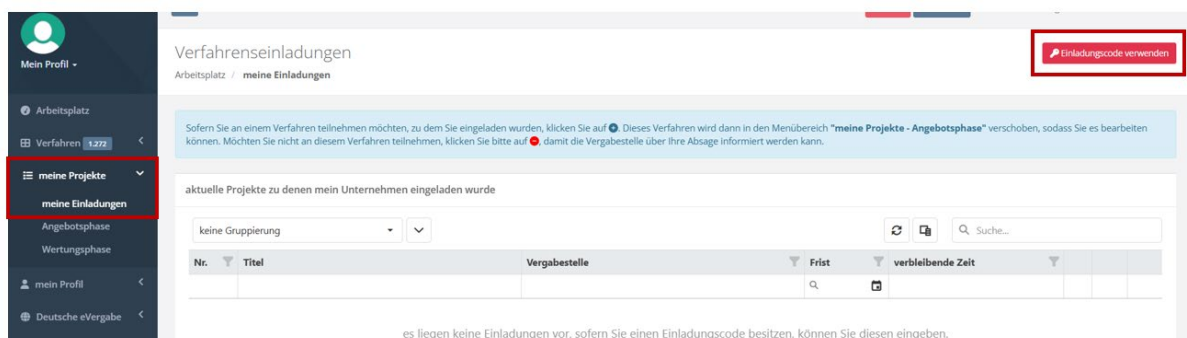 Mein Profil
Verfahrenseinladungen
Einladungscode verwenden
Arbeitsplatz / meine Einladungen
Arbeitsplatz
Verfahren 1.272
meine Projekte
meine Einladungen
Angebotsphase
Wertungsphase
mein Profil
Deutsche eVergabe
Sofern Sie an einem Verfahren teilnehmen möchten, zu dem Sie eingeladen wurden, klicken Sie auf . Dieses Verfahren wird dann in den Menübereich "meine Projekte - Angebotsphase" verschoben, sodass Sie es bearbeiten
können. Möchten Sie nicht an diesem Verfahren teilnehmen, klicken Sie bitte auf , damit die Vergabestelle über Ihre Absage informiert werden kann.
aktuelle Projekte zu denen mein Unternehmen eingeladen wurde
keine Gruppierung
Suche...
Nr. Titel Vergabestelle Frist verbleibende Zeit
es liegen keine Einladungen vor, sofern Sie einen Einladungscode besitzen, können Sie diesen eingeben.